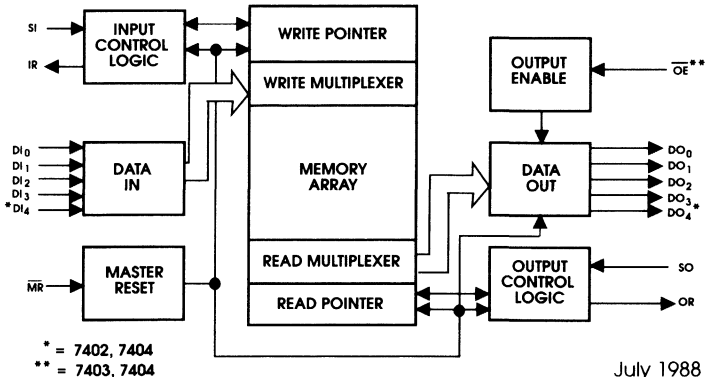 SI
IR
INPUT
CONTROL
LOGIC
WRITE POINTER
WRITE MULTIPLEXER
MEMORY
ARRAY
READ MULTIPLEXER
READ POINTER
OUTPUT
ENABLE
OE**
DI0
DI1
DI2
DI3
*DI4
DATA
IN
DATA
OUT
DO0
DO1
DO2
DO3
DO4*
MR
MASTER
RESET
OUTPUT
CONTROL
LOGIC
SO
OR
* = 7402, 7404
** = 7403, 7404
July 1988